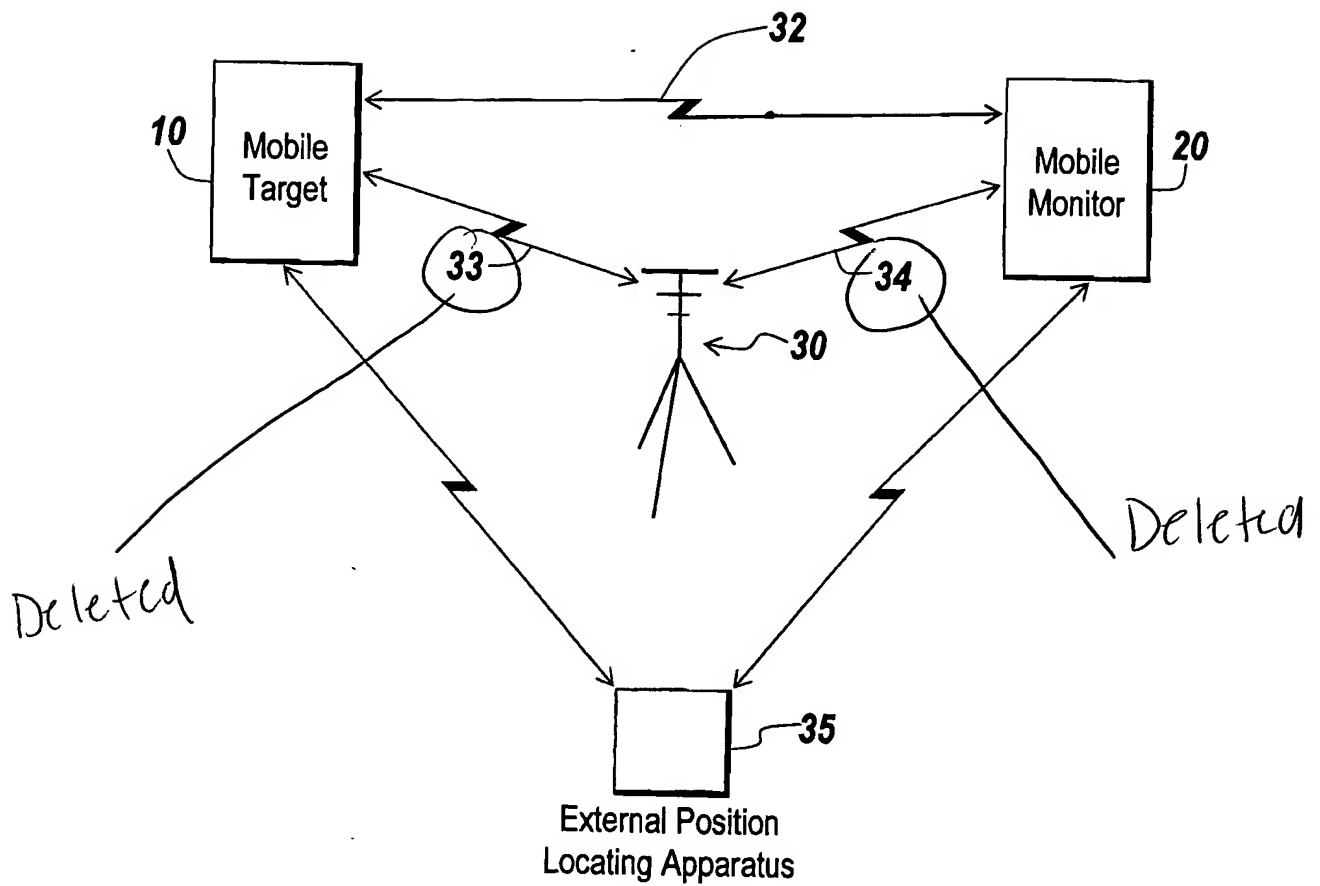 32
10
Mobile
Target
Mobile
Monitor
20
33
34
30
Deleted
Deleted
35
External Position
Locating Apparatus